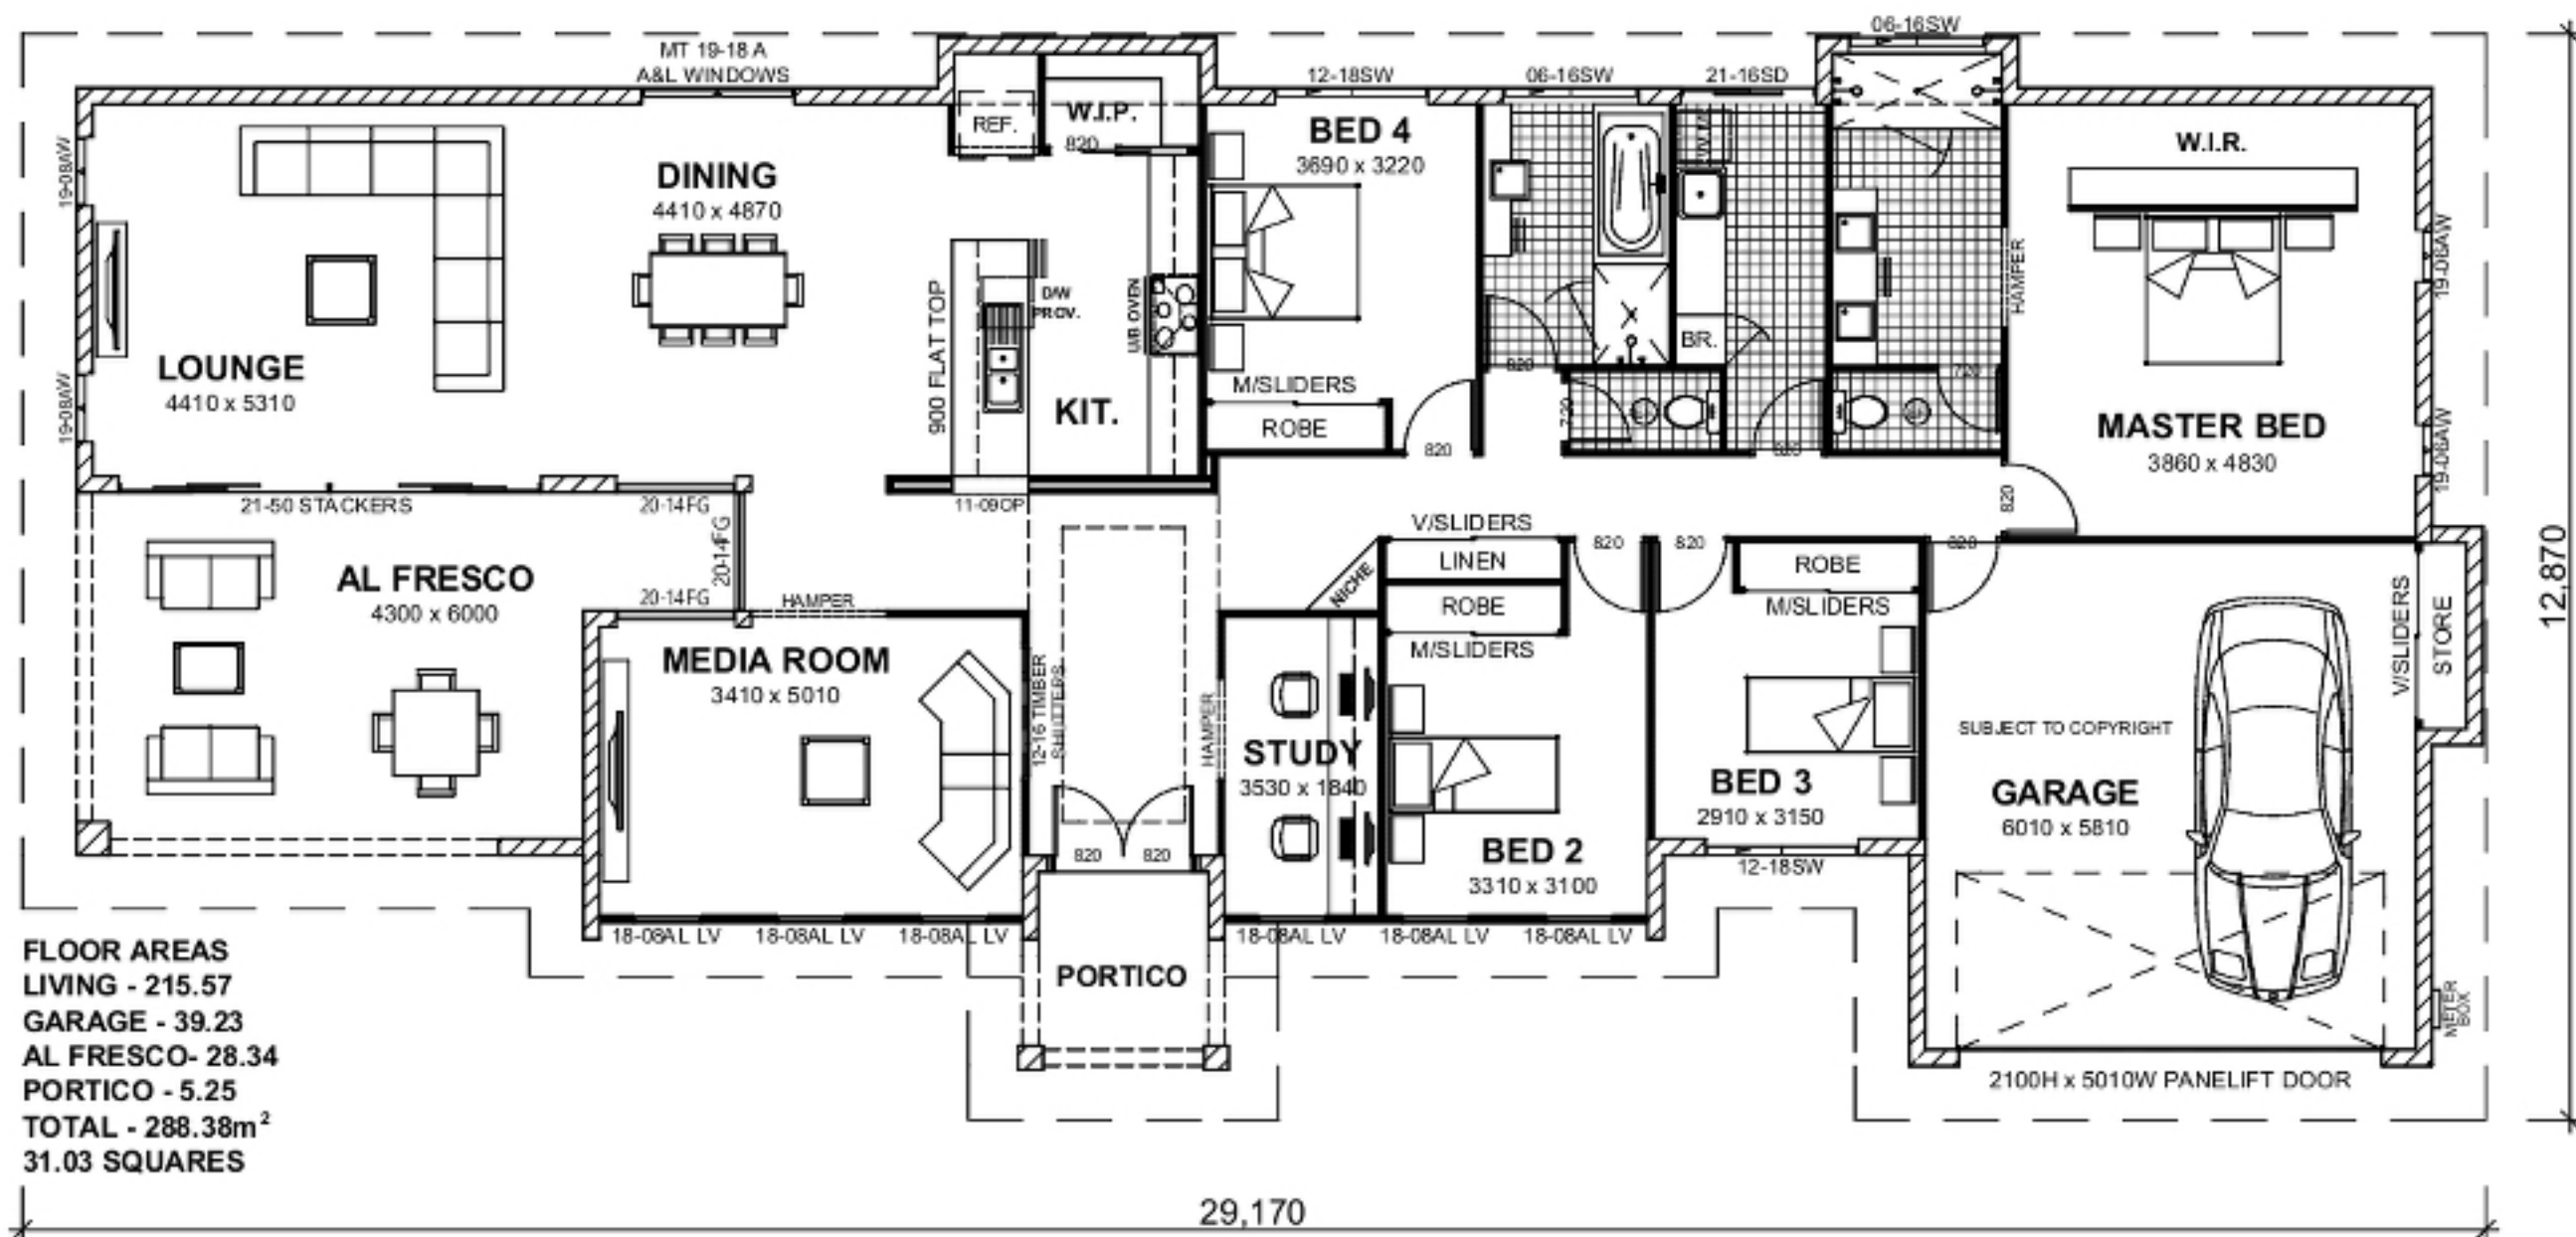 06-16SW
MT 19-18 A
A&L WINDOWS
12-18SW
06-16SW
21-16SD
REF.
W.I.P.
820
BED 4
3690 x 3220
W.M.
W.I.R.
19-08AW
DINING
4410 x 4870
LOUNGE
4410 x 5310
19-08AW
900 FLAT TOP
D/W
PROV.
U/B OVEN
KIT.
M/SLIDERS
ROBE
820
820
720
BR.
820
HAMPER
720
19-06AW
MASTER BED
3860 x 4830
19-06AW
820
21-50 STACKERS
20-14FG
20-14FG
20-14FG
11-09OP
V/SLIDERS
LINEN
NICHE
820
820
ROBE
M/SLIDERS
820
AL FRESCO
4300 x 6000
HAMPER
ROBE
M/SLIDERS
MEDIA ROOM
3410 x 5010
12-16 TIMBER
SHUTTERS
HAMPER
STUDY
3530 x 1840
BED 3
2910 x 3150
12-18SW
BED 2
3310 x 3100
SUBJECT TO COPYRIGHT
GARAGE
6010 x 5810
V/SLIDERS
STORE
12,870
820
820
18-08AL LV
18-08AL LV
18-08AL LV
18-08AL LV
18-08AL LV
18-08AL LV
PORTICO
METER
BOX
2100H x 5010W PANELIFT DOOR
FLOOR AREAS
LIVING - 215.57
GARAGE - 39.23
AL FRESCO- 28.34
PORTICO - 5.25
TOTAL - 288.38m²
31.03 SQUARES
29,170